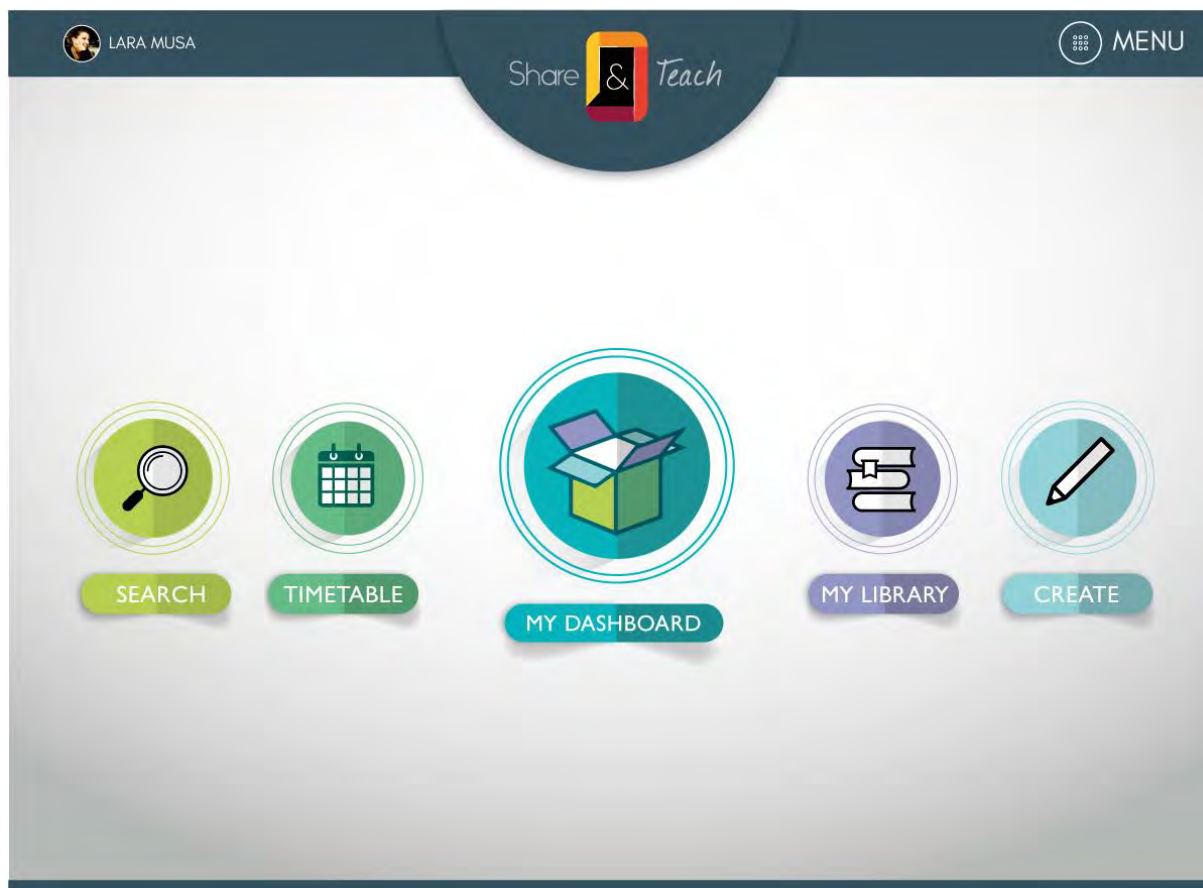 LARA MUSA
Share & Teach
MENU
SEARCH
TIMETABLE
MY DASHBOARD
MY LIBRARY
CREATE